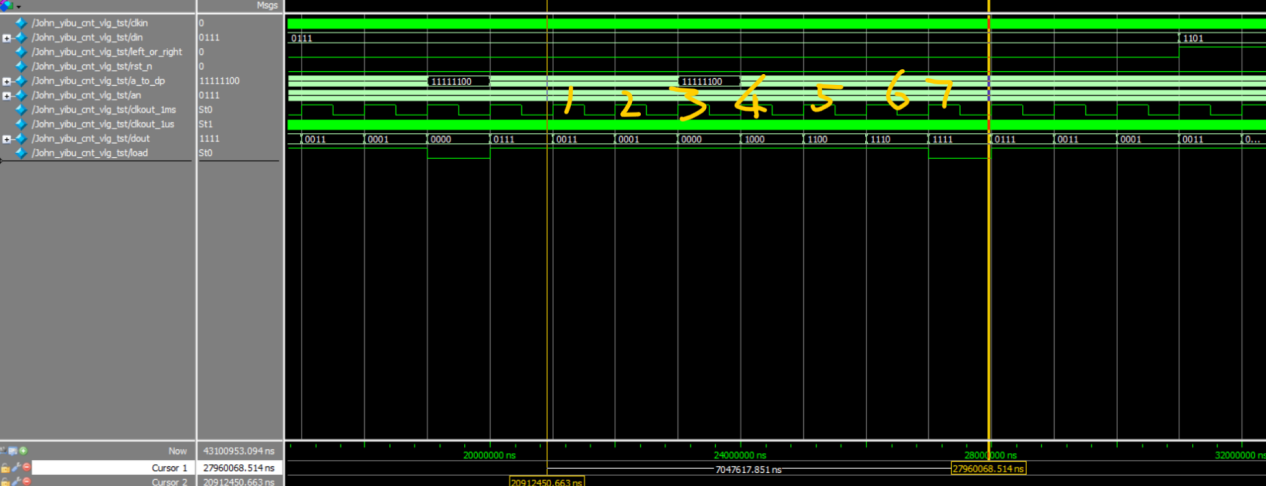 Msgs
/John_yibu_cnt_vlg_tst/clkin 0
/John_yibu_cnt_vlg_tst/din 0111 0111 1101
/John_yibu_cnt_vlg_tst/left_or_right 0
/John_yibu_cnt_vlg_tst/rst_n 0
/John_yibu_cnt_vlg_tst/a_to_dp 11111100 11111100 11111100
/John_yibu_cnt_vlg_tst/an 0111
1 2 3 4 5 6 7
/John_yibu_cnt_vlg_tst/clkout_1ms St0
/John_yibu_cnt_vlg_tst/clkout_1us St1
/John_yibu_cnt_vlg_tst/dout 1111 0011 0001 0000 0111 0011 0001 0000 1000 1100 1110 1111 0111 0011 0001 0011 0...
/John_yibu_cnt_vlg_tst/load St0
Now 43100953.094 ns 20000000 ns 24000000 ns 28000000 ns 32000000 ns
Cursor 1 27960068.514 ns 7047617.851 ns 27960068.514 ns
Cursor 2 20912450.663 ns 20912450.663 ns